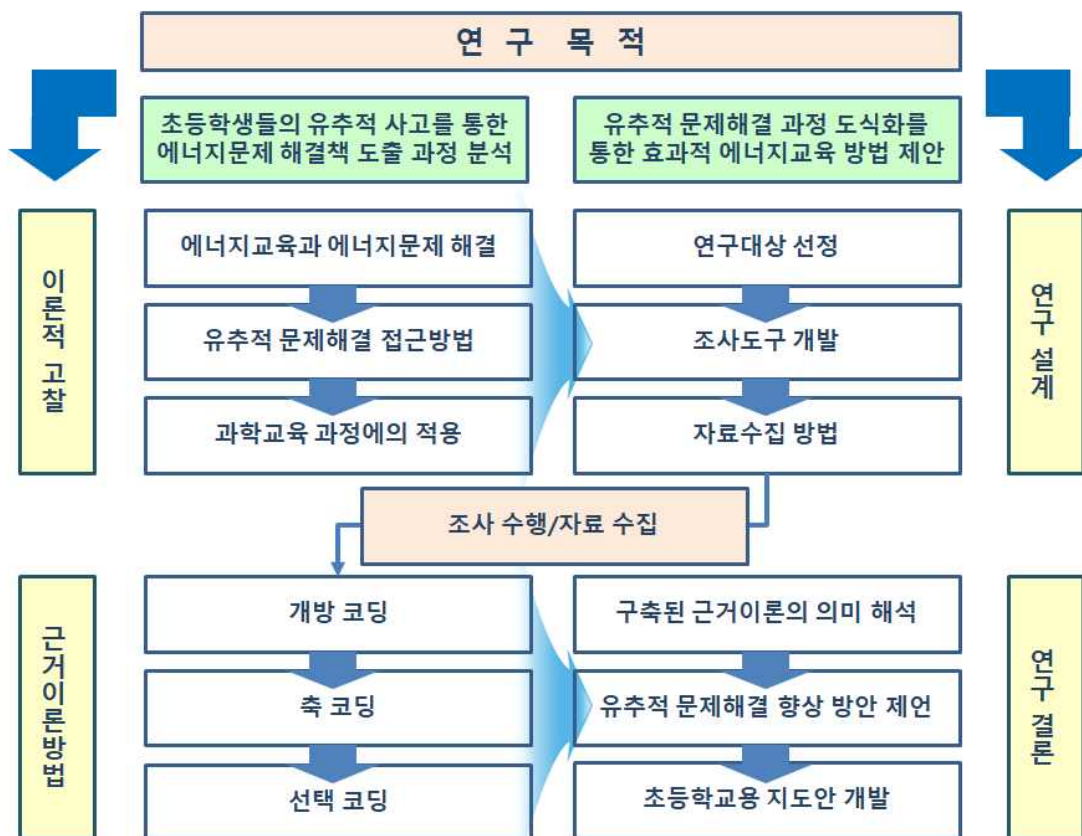 연 구 목 적
초등학생들의 유추적 사고를 통한
에너지문제 해결책 도출 과정 분석
유추적 문제해결 과정 도식화를
통한 효과적 에너지교육 방법 제안
이론적 고찰
에너지교육과 에너지문제 해결
유추적 문제해결 접근방법
과학교육 과정에의 적용
연구대상 선정
조사도구 개발
자료수집 방법
연구 설계
조사 수행/자료 수집
근거이론방법
개방 코딩
축 코딩
선택 코딩
구축된 근거이론의 의미 해석
유추적 문제해결 향상 방안 제언
초등학교용 지도안 개발
연구 결론